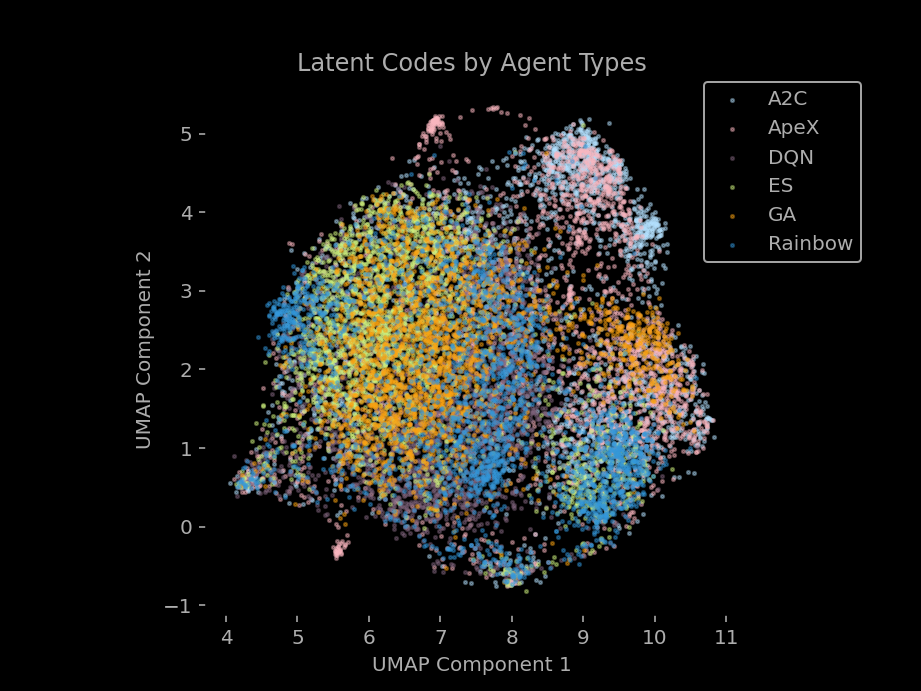 Latent Codes by Agent Types
A2C
ApeX
DQN
ES
GA
Rainbow
5
4
3
2
1
0
−1
UMAP Component 2
4 5 6 7 8 9 10 11
UMAP Component 1